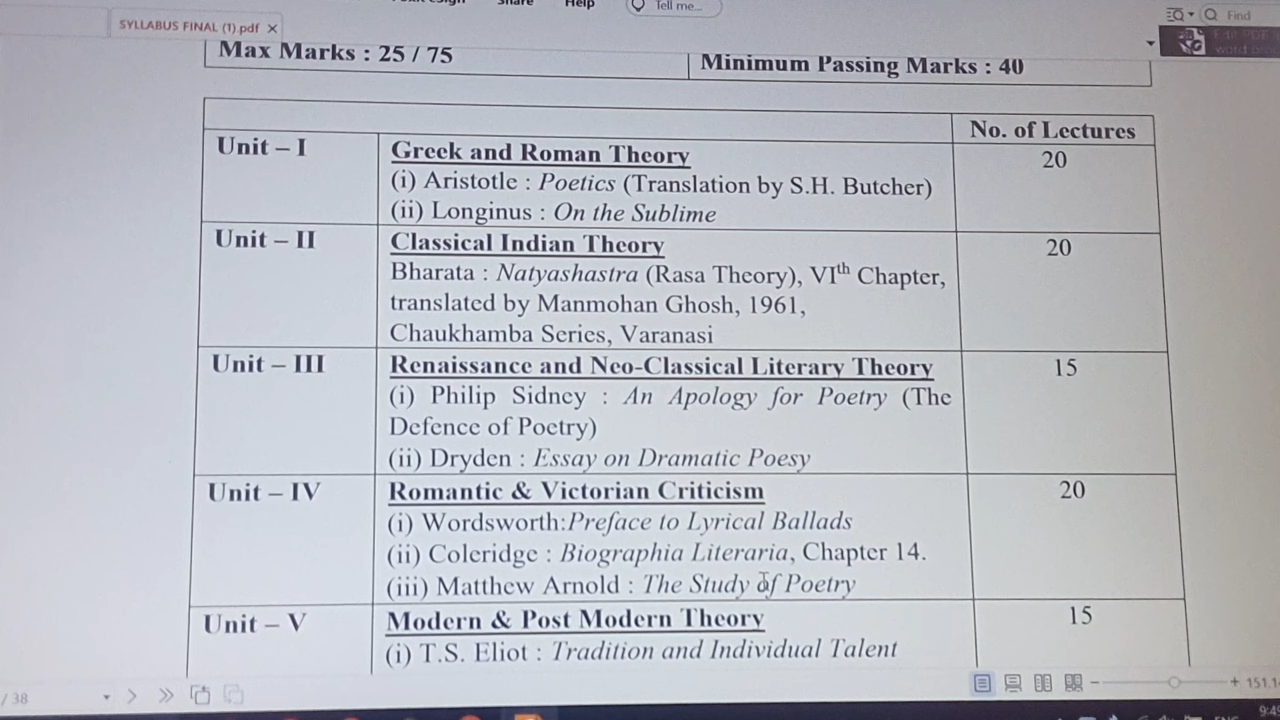 Share
Help
Tell me...
SYLLABUS FINAL (1).pdf ×
Find
Max Marks : 25 / 75
Minimum Passing Marks : 40
No. of Lectures
Unit – I
Greek and Roman Theory
20
(i) Aristotle : Poetics (Translation by S.H. Butcher)
(ii) Longinus : On the Sublime
Unit – II
Classical Indian Theory
20
Bharata : Natyashastra (Rasa Theory), VIth Chapter,
translated by Manmohan Ghosh, 1961,
Chaukhamba Series, Varanasi
Unit – III
Renaissance and Neo-Classical Literary Theory
15
(i) Philip Sidney : An Apology for Poetry (The
Defence of Poetry)
(ii) Dryden : Essay on Dramatic Poesy
Unit – IV
Romantic & Victorian Criticism
20
(i) Wordsworth:Preface to Lyrical Ballads
(ii) Coleridge : Biographia Literaria, Chapter 14.
(iii) Matthew Arnold : The Study of Poetry
Unit – V
Modern & Post Modern Theory
15
(i) T.S. Eliot : Tradition and Individual Talent
/ 38